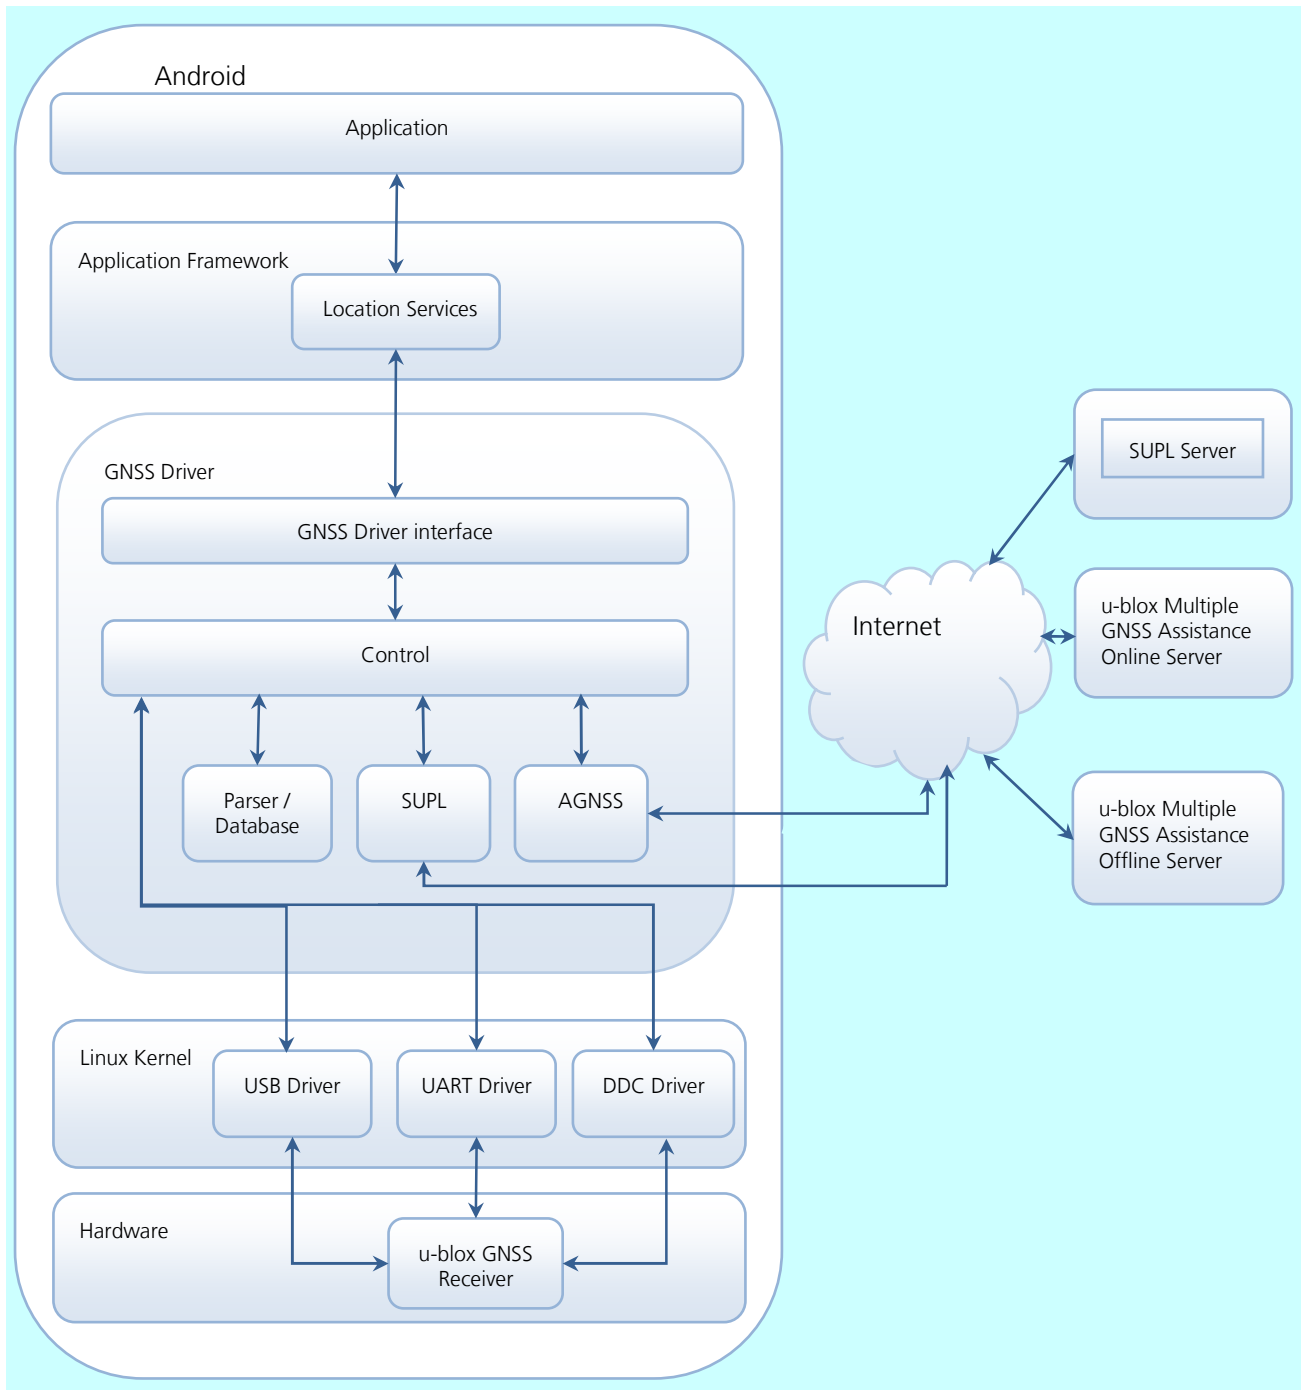 Android
Application
Application Framework
Location Services
GNSS Driver
GNSS Driver interface
Control
Parser /
Database
SUPL
AGNSS
Linux Kernel
USB Driver
UART Driver
DDC Driver
Hardware
u-blox GNSS
Receiver
Internet
SUPL Server
u-blox Multiple
GNSS Assistance
Online Server
u-blox Multiple
GNSS Assistance
Offline Server